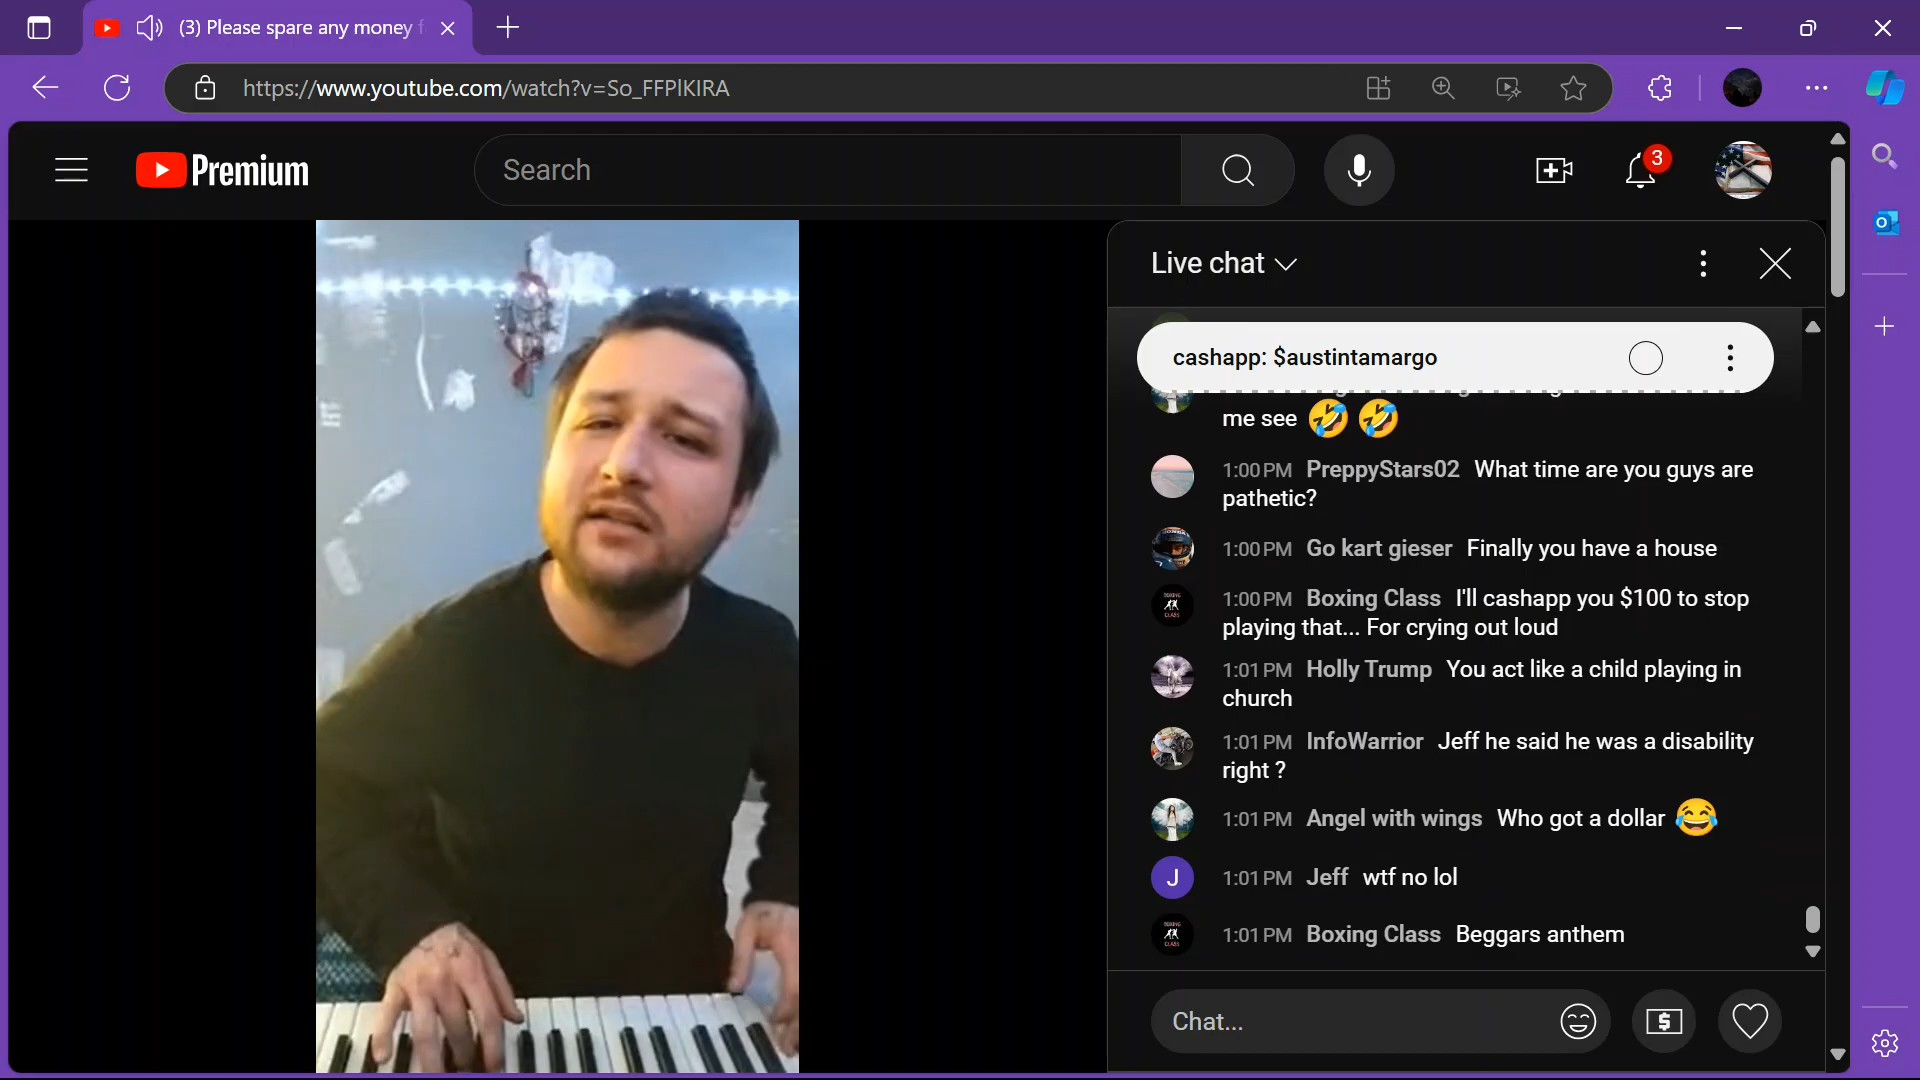 (3) Please spare any money f
https://www.youtube.com/watch?v=So_FFPlKIRA
Premium
Search
3
Live chat
cashapp: $austintamargo
me see 🤣 🤣
1:00 PM PreppyStars02 What time are you guys are
pathetic?
1:00 PM Go kart gieser Finally you have a house
1:00 PM Boxing Class I'll cashapp you $100 to stop
playing that... For crying out loud
1:01 PM Holly Trump You act like a child playing in
church
1:01 PM InfoWarrior Jeff he said he was a disability
right ?
1:01 PM Angel with wings Who got a dollar 😂
J
1:01 PM Jeff wtf no lol
BOXING
CLASS
1:01 PM Boxing Class Beggars anthem
Chat...